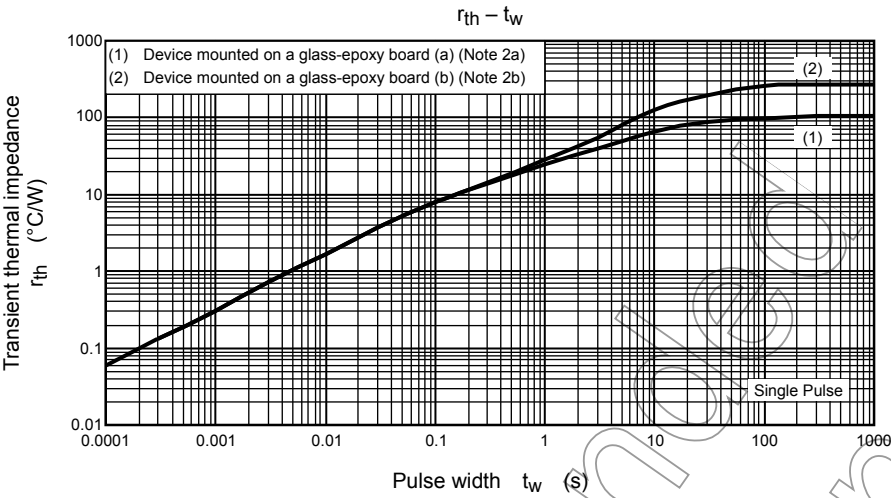 rth – tw
(1) Device mounted on a glass-epoxy board (a) (Note 2a)
(2) Device mounted on a glass-epoxy board (b) (Note 2b)
1000
100
10
1
0.1
0.01
Transient thermal impedance
rth (°C/W)
(2)
(1)
Single Pulse
0.0001
0.001
0.01
0.1
1
10
100
1000
Pulse width tw (s)